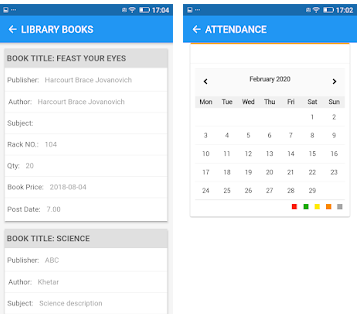 17:04
LIBRARY BOOKS
BOOK TITLE: FEAST YOUR EYES
Publisher: Harcourt Brace Jovanovich
Author: Harcourt Brace Jovanovich
Subject:
Rack NO.: 104
Qty: 20
Book Price: 2018-08-04
Post Date: 7.00
BOOK TITLE: SCIENCE
Publisher: ABC
Author: Khetar
Subject: Science description
17:02
ATTENDANCE
February 2020
Mon Tue Wed Thu Fri Sat Sun
1 2
3 4 5 6 7 8 9
10 11 12 13 14 15 16
17 18 19 20 21 22 23
24 25 26 27 28 29